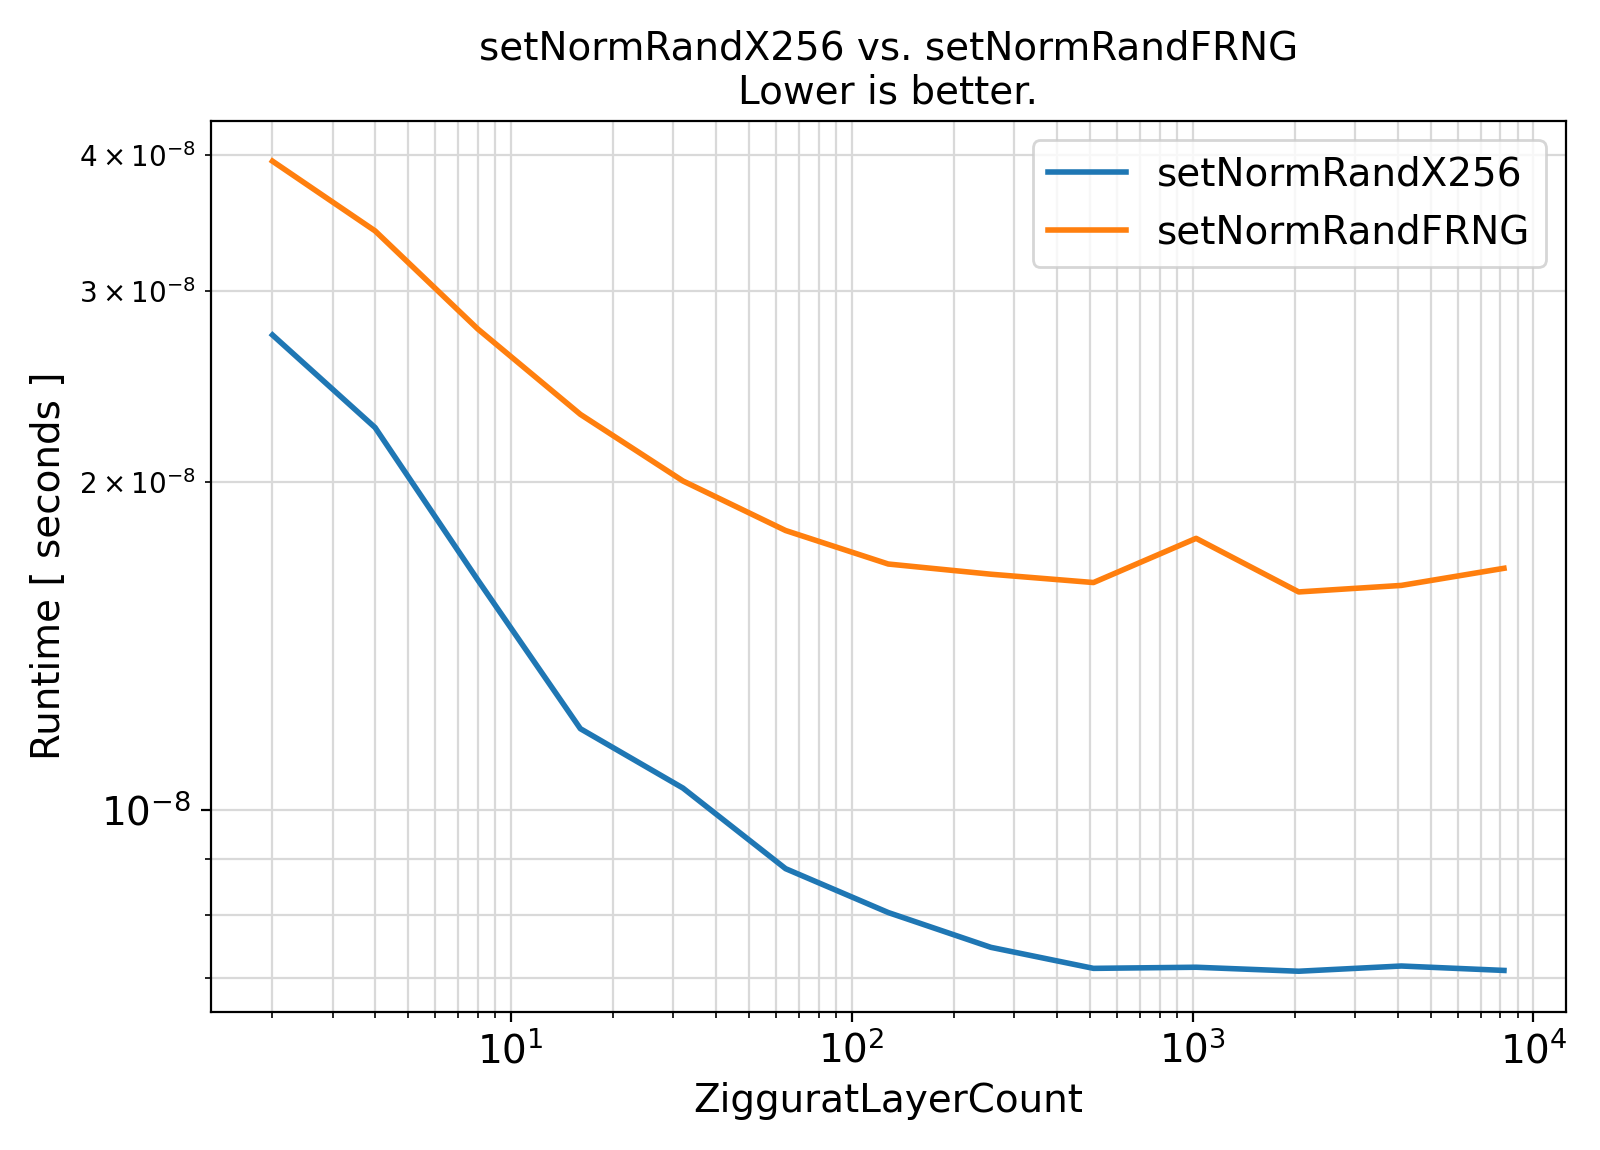 setNormRandX256 vs. setNormRandFRNG
Lower is better.
setNormRandX256
setNormRandFRNG
Runtime [ seconds ]
4 × 10⁻⁸
3 × 10⁻⁸
2 × 10⁻⁸
10⁻⁸
10¹ 10² 10³ 10⁴
ZigguratLayerCount